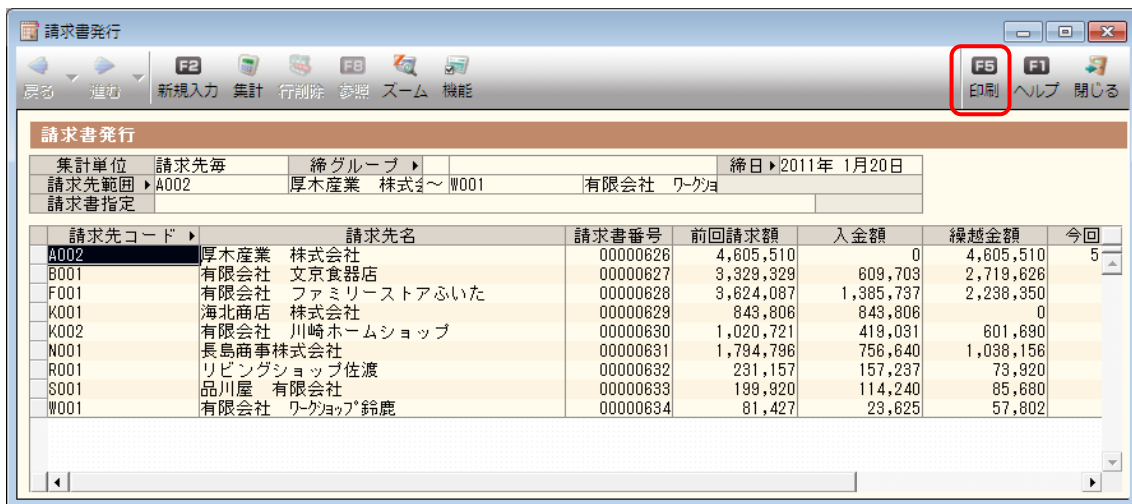 請求書発行
戻る 進む F2 新規入力 集計 行削除 F8 参照 ズーム 機能 F5 印刷 F1 ヘルプ 閉じる
請求書発行
集計単位 請求先毎 締グループ 締日 2011年 1月20日
請求先範囲 A002 厚木産業 株式 ～ W001 有限会社 ワークショ
請求書指定
請求先コード 請求先名 請求書番号 前回請求額 入金額 繰越金額 今回
A002 厚木産業 株式会社 00000626 4,605,510 0 4,605,510 5
B001 有限会社 文京食器店 00000627 3,329,329 609,703 2,719,626
F001 有限会社 ファミリーストアふいた 00000628 3,624,087 1,385,737 2,238,350
K001 海北商店 株式会社 00000629 843,806 843,806 0
K002 有限会社 川崎ホームショップ 00000630 1,020,721 419,031 601,690
N001 長島商事株式会社 00000631 1,794,796 756,640 1,038,156
R001 リビングショップ佐渡 00000632 231,157 157,237 73,920
S001 品川屋 有限会社 00000633 199,920 114,240 85,680
W001 有限会社 ワークショップ鈴鹿 00000634 81,427 23,625 57,802